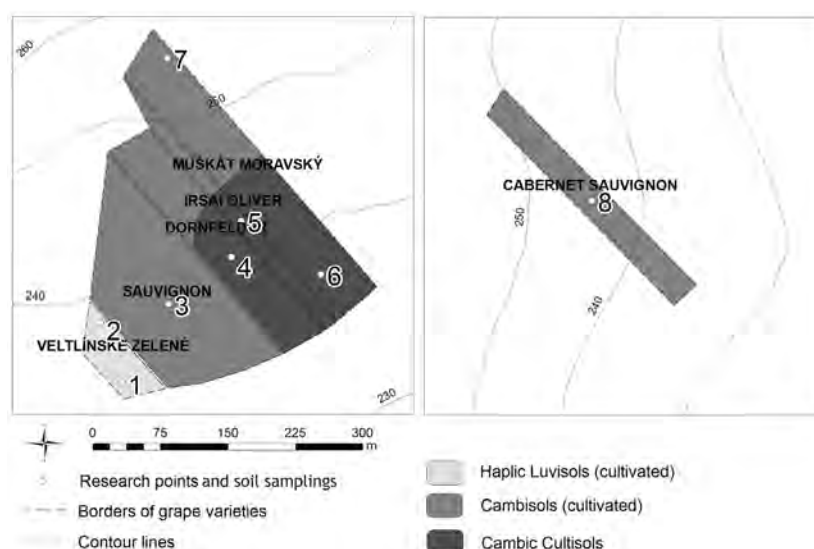 260
7
250
MUŠKÁT MORAVSKÝ
IRSAI OLIVER
5
4
6
240
SAUVIGNON
3
2
VELTLÍNSKÉ ZELENÉ
1
230
CABERNET SAUVIGNON
8
250
240
0 75 150 225 300
m
Research points and soil samplings
Borders of grape varieties
Contour lines
Haplic Luvisols (cultivated)
Cambisols (cultivated)
Cambic Cultisols